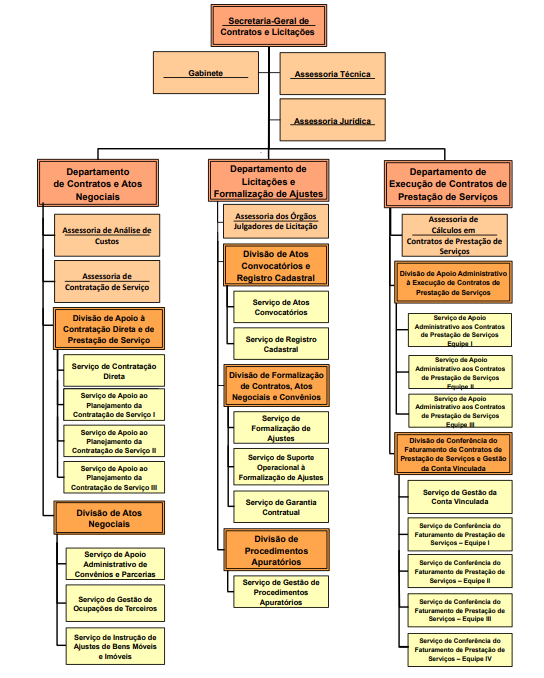 Secretaria-Geral de
Contratos e Licitações
Gabinete
Assessoria Técnica
Assessoria Jurídica
Departamento
de Contratos e Atos
Negociais
Assessoria de Análise de
Custos
Assessoria de
Contratação de Serviço
Divisão de Apoio à
Contratação Direta e de
Prestação de Serviço
Serviço de Contratação
Direta
Serviço de Apoio ao
Planejamento da
Contratação de Serviço I
Serviço de Apoio ao
Planejamento da
Contratação de Serviço II
Serviço de Apoio ao
Planejamento da
Contratação de Serviço III
Divisão de Atos
Negociais
Serviço de Apoio
Administrativo de
Convênios e Parcerias
Serviço de Gestão de
Ocupações de Terceiros
Serviço de Instrução de
Ajustes de Bens Móveis
e Imóveis
Departamento de
Licitações e
Formalização de Ajustes
Assessoria dos Órgãos
Julgadores de Licitação
Divisão de Atos
Convocatórios e
Registro Cadastral
Serviço de Atos
Convocatórios
Serviço de Registro
Cadastral
Divisão de Formalização
de Contratos, Atos
Negociais e Convênios
Serviço de
Formalização de
Ajustes
Serviço de Suporte
Operacional à
Formalização de Ajustes
Serviço de Garantia
Contratual
Divisão de
Procedimentos
Apuratórios
Serviço de Gestão de
Procedimentos
Apuratórios
Departamento de
Execução de Contratos de
Prestação de Serviços
Assessoria de
Cálculos em
Contratos de Prestação de
Serviços
Divisão de Apoio Administrativo
à Execução de Contratos de
Prestação de Serviços
Serviço de Apoio
Administrativo aos Contratos
de Prestação de Serviços
Equipe I
Serviço de Apoio
Administrativo aos Contratos
de Prestação de Serviços
Equipe II
Serviço de Apoio
Administrativo aos Contratos
de Prestação de Serviços
Equipe III
Divisão de Conferência do
Faturamento de Contratos de
Prestação de Serviços e Gestão
da Conta Vinculada
Serviço de Gestão da
Conta Vinculada
Serviço de Conferência do
Faturamento de Prestação de
Serviços – Equipe I
Serviço de Conferência do
Faturamento de Prestação de
Serviços – Equipe II
Serviço de Conferência do
Faturamento de Prestação de
Serviços – Equipe III
Serviço de Conferência do
Faturamento de Prestação de
Serviços – Equipe IV